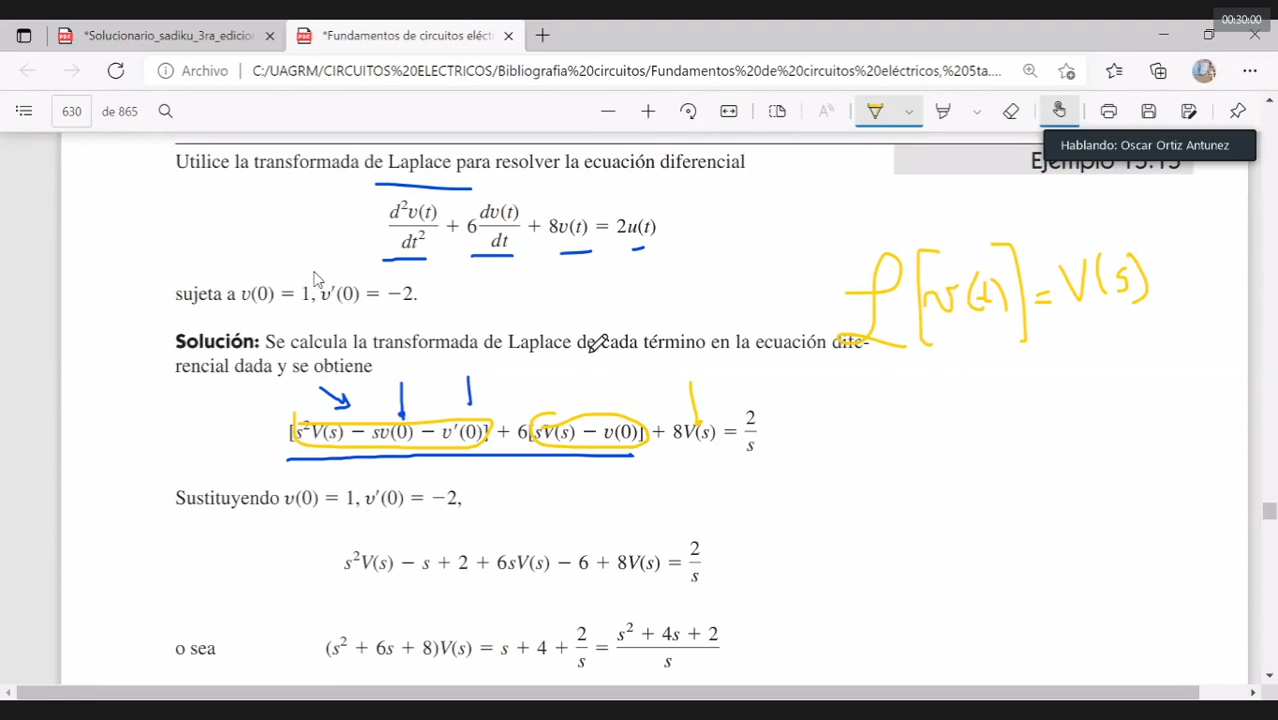 00:30:00
*Solucionario_sadiku_3ra_edicion
*Fundamentos de circuitos eléct
Archivo C:/UAGRM/CIRCUITOS%20ELECTRICOS/Bibliografia%20circuitos/Fundamentos%20de%20circuitos%20eléctricos,%205ta....
630 de 865
Hablando: Oscar Ortiz Antunez
Utilice la transformada de Laplace para resolver la ecuación diferencial
Ejemplo 15.15
d²v(t)/dt² + 6 dv(t)/dt + 8v(t) = 2u(t)
ℒ[v(t)] = V(s)
sujeta a v(0) = 1, v′(0) = −2.
Solución: Se calcula la transformada de Laplace de cada término en la ecuación dife-
rencial dada y se obtiene
[s²V(s) − sv(0) − v′(0)] + 6[sV(s) − v(0)] + 8V(s) = 2/s
Sustituyendo v(0) = 1, v′(0) = −2,
s²V(s) − s + 2 + 6sV(s) − 6 + 8V(s) = 2/s
o sea (s² + 6s + 8)V(s) = s + 4 + 2/s = s² + 4s + 2/s